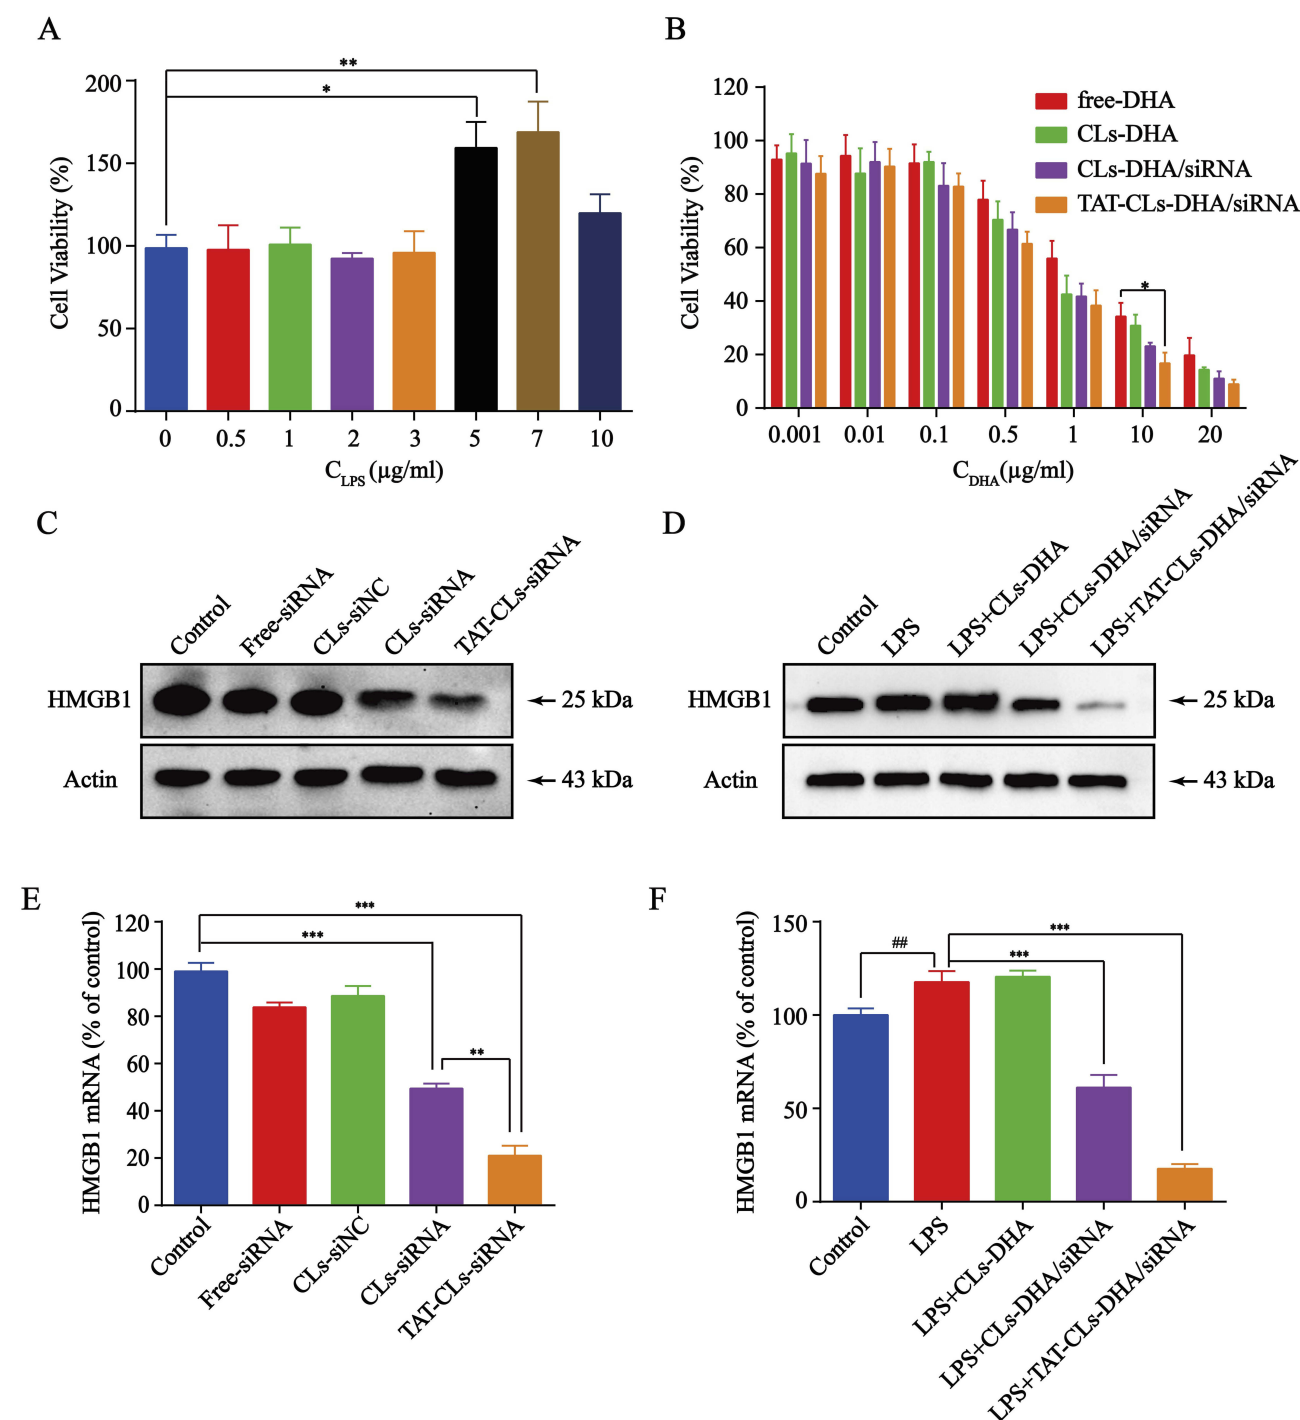 A
Cell Viability (%)
200
150
100
50
0
**
*
0 0.5 1 2 3 5 7 10
C LPS (µg/ml)
B
Cell Viability (%)
120
100
80
60
40
20
0
free-DHA
CLs-DHA
CLs-DHA/siRNA
TAT-CLs-DHA/siRNA
*
0.001 0.01 0.1 0.5 1 10 20
C DHA (µg/ml)
C
Control
Free-siRNA
CLs-siNC
CLs-siRNA
TAT-CLs-siRNA
HMGB1
25 kDa
Actin
43 kDa
D
Control
LPS
LPS+CLs-DHA
LPS+CLs-DHA/siRNA
LPS+TAT-CLs-DHA/siRNA
HMGB1
25 kDa
Actin
43 kDa
E
HMGB1 mRNA (% of control)
120
100
80
60
40
20
0
***
***
**
Control
Free-siRNA
CLs-siNC
CLs-siRNA
TAT-CLs-siRNA
F
HMGB1 mRNA (% of control)
150
100
50
0
##
***
***
Control
LPS
LPS+CLs-DHA
LPS+CLs-DHA/siRNA
LPS+TAT-CLs-DHA/siRNA